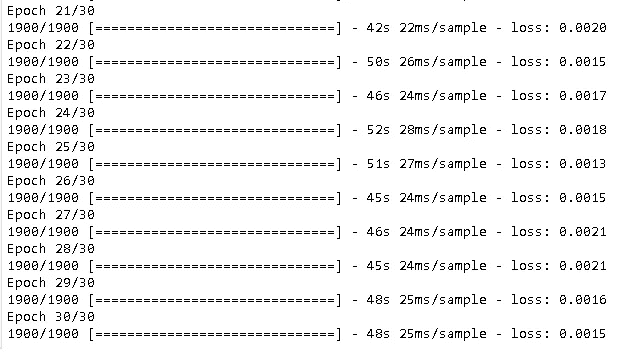 Epoch 21/30
1900/1900 [==============================] - 42s 22ms/sample - loss: 0.0020
Epoch 22/30
1900/1900 [==============================] - 50s 26ms/sample - loss: 0.0015
Epoch 23/30
1900/1900 [==============================] - 46s 24ms/sample - loss: 0.0017
Epoch 24/30
1900/1900 [==============================] - 52s 28ms/sample - loss: 0.0018
Epoch 25/30
1900/1900 [==============================] - 51s 27ms/sample - loss: 0.0013
Epoch 26/30
1900/1900 [==============================] - 45s 24ms/sample - loss: 0.0015
Epoch 27/30
1900/1900 [==============================] - 46s 24ms/sample - loss: 0.0021
Epoch 28/30
1900/1900 [==============================] - 45s 24ms/sample - loss: 0.0021
Epoch 29/30
1900/1900 [==============================] - 48s 25ms/sample - loss: 0.0016
Epoch 30/30
1900/1900 [==============================] - 48s 25ms/sample - loss: 0.0015